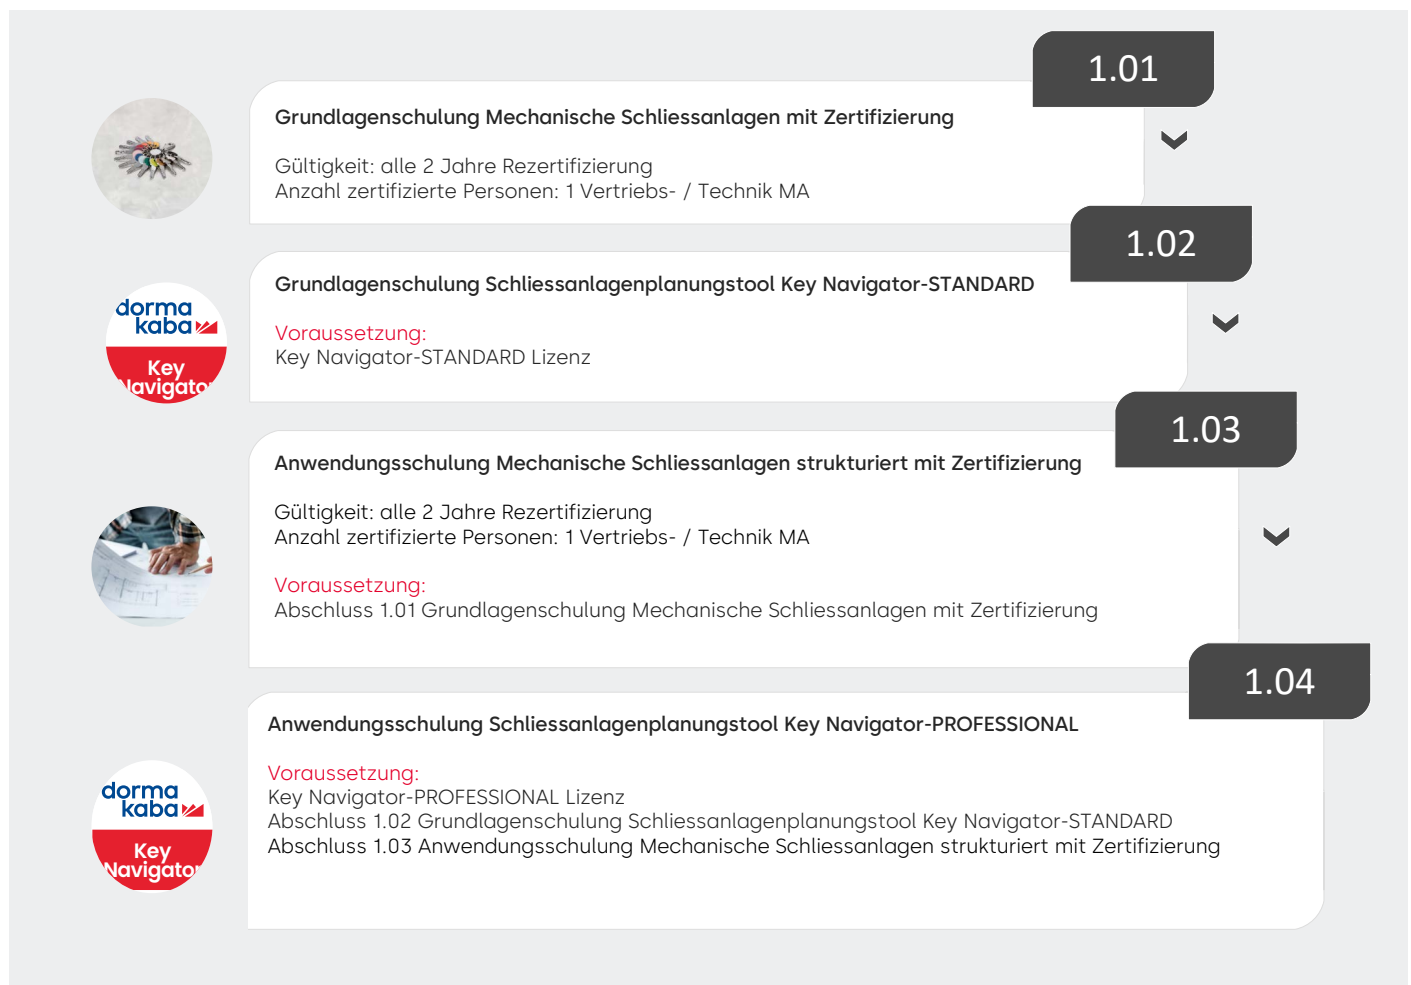 1.01
Grundlagenschulung Mechanische Schliessanlagen mit Zertifizierung
Gültigkeit: alle 2 Jahre Rezertifizierung
Anzahl zertifizierte Personen: 1 Vertriebs- / Technik MA
1.02
Grundlagenschulung Schliessanlagenplanungstool Key Navigator-STANDARD
dorma
kaba
Key
Navigator
Voraussetzung:
Key Navigator-STANDARD Lizenz
1.03
Anwendungsschulung Mechanische Schliessanlagen strukturiert mit Zertifizierung
Gültigkeit: alle 2 Jahre Rezertifizierung
Anzahl zertifizierte Personen: 1 Vertriebs- / Technik MA
Voraussetzung:
Abschluss 1.01 Grundlagenschulung Mechanische Schliessanlagen mit Zertifizierung
1.04
Anwendungsschulung Schliessanlagenplanungstool Key Navigator-PROFESSIONAL
dorma
kaba
Key
Navigator
Voraussetzung:
Key Navigator-PROFESSIONAL Lizenz
Abschluss 1.02 Grundlagenschulung Schliessanlagenplanungstool Key Navigator-STANDARD
Abschluss 1.03 Anwendungsschulung Mechanische Schliessanlagen strukturiert mit Zertifizierung